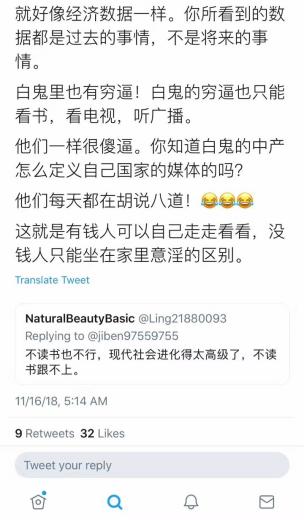 就好像经济数据一样。你所看到的数
据都是过去的事情，不是将来的事
情。
白鬼里也有穷逼！白鬼的穷逼也只能
看书，看电视，听广播。
他们一样很傻逼。你知道白鬼的中产
怎么定义自己国家的媒体的吗？
他们每天都在胡说八道！😂😂😂
这就是有钱人可以自己走走看看，没
钱人只能坐在家里意淫的区别。
Translate Tweet
NaturalBeautyBasic @Ling21880093
Replying to @jiben97559755
不读书也不行，现代社会进化得太高级了，不读
书跟不上。
11/16/18, 5:14 AM
9 Retweets 32 Likes
Tweet your reply